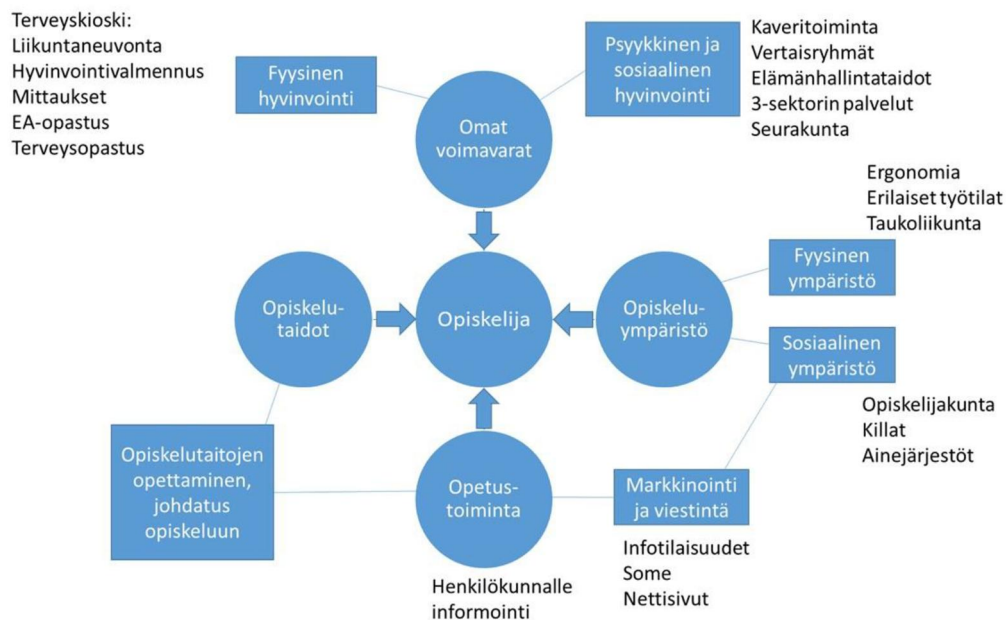 Terveyskioski:
Liikuntaneuvonta
Hyvinvointivalmennus
Mittaukset
EA-opastus
Terveysopastus
Fyysinen
hyvinvointi
Omat
voimavarat
Psyykkinen ja
sosiaalinen
hyvinvointi
Kaveritoiminta
Vertaisryhmät
Elämänhallintataidot
3-sektorin palvelut
Seurakunta
Ergonomia
Erilaiset työtilat
Taukoliikunta
Opiskelu-
taidot
Opiskelija
Opiskelu-
ympäristö
Fyysinen
ympäristö
Sosiaalinen
ympäristö
Opiskelijakunta
Killat
Ainejärjestöt
Opiskelutaitojen
opettaminen,
johdatus
opiskeluun
Opetus-
toiminta
Markkinointi
ja viestintä
Infotilaisuudet
Some
Nettisivut
Henkilökunnalle
informointi